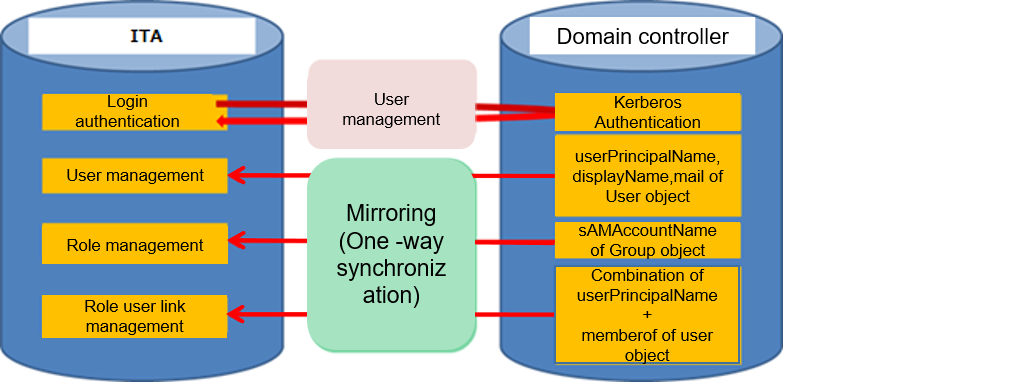 ITA
Domain controller
Login
authentication
User
management
Kerberos
Authentication
User management
userPrincipalName,
displayName,mail of
User object
Mirroring
(One -way
synchroniz
ation)
Role management
sAMAccountName
of Group object
Role user link
management
Combination of
userPrincipalName
+
memberof of user
object